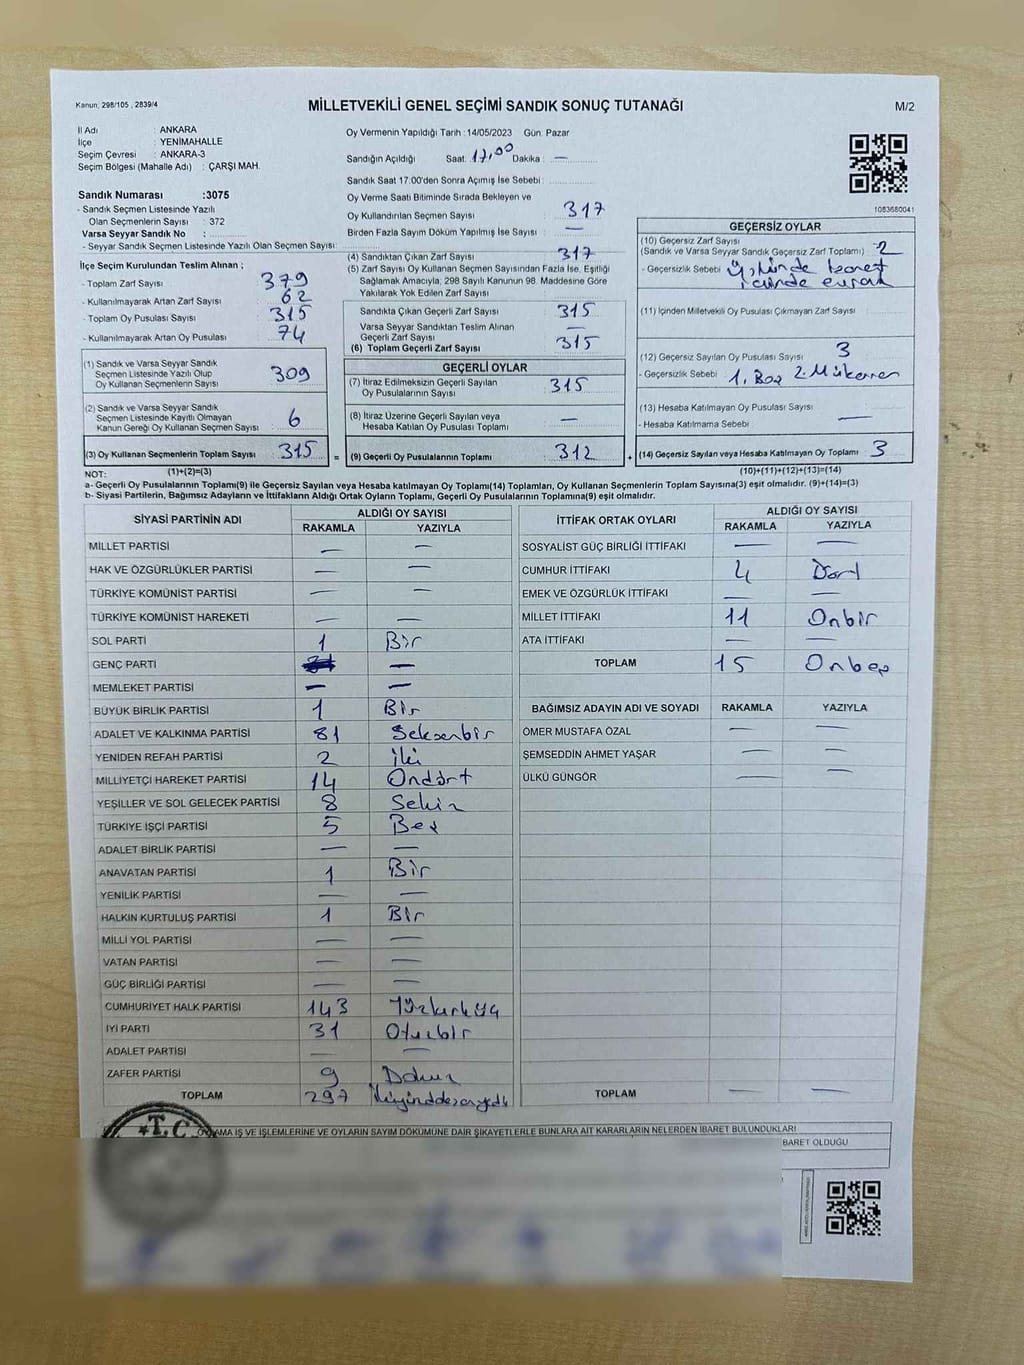 Kanun; 298/105 , 2839/4
MİLLETVEKİLİ GENEL SEÇİMİ SANDIK SONUÇ TUTANAĞI
M/2
İl Adı : ANKARA
İlçe : YENİMAHALLE
Seçim Çevresi : ANKARA-3
Seçim Bölgesi (Mahalle Adı) : ÇARŞI MAH.
Sandık Numarası :3075
- Sandık Seçmen Listesinde Yazılı
Olan Seçmenlerin Sayısı : 372
Varsa Seyyar Sandık No :
- Seyyar Sandık Seçmen Listesinde Yazılı Olan Seçmen Sayısı:
İlçe Seçim Kurulundan Teslim Alınan ;
- Toplam Zarf Sayısı 379
- Kullanılmayarak Artan Zarf Sayısı 62
- Toplam Oy Pusulası Sayısı 315
- Kullanılmayarak Artan Oy Pusulası 74
(1) Sandık ve Varsa Seyyar Sandık
Seçmen Listesinde Yazılı Olup
Oy Kullanan Seçmenlerin Sayısı 309
(2) Sandık ve Varsa Seyyar Sandık
Seçmen Listesinde Kayıtlı Olmayan
Kanun Gereği Oy Kullanan Seçmen Sayısı 6
(3) Oy Kullanan Seçmenlerin Toplam Sayısı 315 =
Oy Vermenin Yapıldığı Tarih :14/05/2023 Gün: Pazar
Sandığın Açıldığı Saat: 17,00 Dakika : —
Sandık Saat 17:00'den Sonra Açımış İse Sebebi :
Oy Verme Saati Bitiminde Sırada Bekleyen ve
Oy Kullandırılan Seçmen Sayısı 317
Birden Fazla Sayım Döküm Yapılmış İse Sayısı : —
(4) Sandıktan Çıkan Zarf Sayısı 317
(5) Zarf Sayısı Oy Kullanan Seçmen Sayısından Fazla İse, Eşitliği
Sağlamak Amacıyla, 298 Sayılı Kanunun 98. Maddesine Göre
Yakılarak Yok Edilen Zarf Sayısı
Sandıkta Çıkan Geçerli Zarf Sayısı 315
Varsa Seyyar Sandıktan Teslim Alınan
Geçerli Zarf Sayısı —
(6) Toplam Geçerli Zarf Sayısı 315
GEÇERLİ OYLAR
(7) İtiraz Edilmeksizin Geçerli Sayılan
Oy Pusulalarının Sayısı 315
(8) İtiraz Üzerine Geçerli Sayılan veya
Hesaba Katılan Oy Pusulası Toplamı —
(9) Geçerli Oy Pusulalarının Toplamı 312 +
1083680041
GEÇERSİZ OYLAR
(10) Geçersiz Zarf Sayısı
(Sandık ve Varsa Seyyar Sandık Geçersiz Zarf Toplamı) 2
- Geçersizlik Sebebi
içinde evrak
(11) İçinden Milletvekili Oy Pusulası Çıkmayan Zarf Sayısı
(12) Geçersiz Sayılan Oy Pusulası Sayısı 3
- Geçersizlik Sebebi : 1. Boş 2. Mükerrer
(13) Hesaba Katılmayan Oy Pusulası Sayısı
- Hesaba Katılmama Sebebi : —
(14) Geçersiz Sayılan veya Hesaba Katılmayan Oy Toplamı 3
NOT: (1)+(2)=(3) (10)+(11)+(12)+(13)=(14)
a- Geçerli Oy Pusulalarının Toplamı(9) ile Geçersiz Sayılan veya Hesaba katılmayan Oy Toplamı(14) Toplamları, Oy Kullanan Seçmenlerin Toplam Sayısına(3) eşit olmalıdır. (9)+(14)=(3)
b- Siyasi Partilerin, Bağımsız Adayların ve İttifakların Aldığı Ortak Oyların Toplamı, Geçerli Oy Pusulalarının Toplamına(9) eşit olmalıdır.
SİYASİ PARTİNİN ADI ALDIĞI OY SAYISI
RAKAMLA YAZIYLA
MİLLET PARTİSİ — —
HAK VE ÖZGÜRLÜKLER PARTİSİ — —
TÜRKİYE KOMÜNİST PARTİSİ — —
TÜRKİYE KOMÜNİST HAREKETİ — —
SOL PARTİ 1 Bir
GENÇ PARTİ —
MEMLEKET PARTİSİ — —
BÜYÜK BİRLİK PARTİSİ 1 Bir
ADALET VE KALKINMA PARTİSİ 81 Seksenbir
YENİDEN REFAH PARTİSİ 2 İki
MİLLİYETÇİ HAREKET PARTİSİ 14 Ondört
YEŞİLLER VE SOL GELECEK PARTİSİ 8 Sekiz
TÜRKİYE İŞÇİ PARTİSİ 5 Beş
ADALET BİRLİK PARTİSİ — —
ANAVATAN PARTİSİ 1 Bir
YENİLİK PARTİSİ — —
HALKIN KURTULUŞ PARTİSİ 1 Bir
MİLLİ YOL PARTİSİ — —
VATAN PARTİSİ — —
GÜÇ BİRLİĞİ PARTİSİ — —
CUMHURİYET HALK PARTİSİ 143 Yüzkırküç
İYİ PARTİ 31 Otuzbir
ADALET PARTİSİ — —
ZAFER PARTİSİ 9 Dokuz
TOPLAM 297 İkiyüzdoksanyedi
İTTİFAK ORTAK OYLARI ALDIĞI OY SAYISI
RAKAMLA YAZIYLA
SOSYALİST GÜÇ BİRLİĞİ İTTİFAKI — —
CUMHUR İTTİFAKI 4 Dört
EMEK VE ÖZGÜRLÜK İTTİFAKI — —
MİLLET İTTİFAKI 11 Onbir
ATA İTTİFAKI — —
TOPLAM 15 Onbeş
BAĞIMSIZ ADAYIN ADI VE SOYADI RAKAMLA YAZIYLA
ÖMER MUSTAFA ÖZAL — —
ŞEMSEDDİN AHMET YAŞAR — —
ÜLKÜ GÜNGÖR — —
TOPLAM — —
T.C.
AMA İŞ VE İŞLEMLERİNE VE OYLARIN SAYIM DÖKÜMÜNE DAİR ŞİKAYETLERLE BUNLARA AİT KARARLARIN NELERDEN İBARET BULUNDUKLARI
BARET OLDUĞU